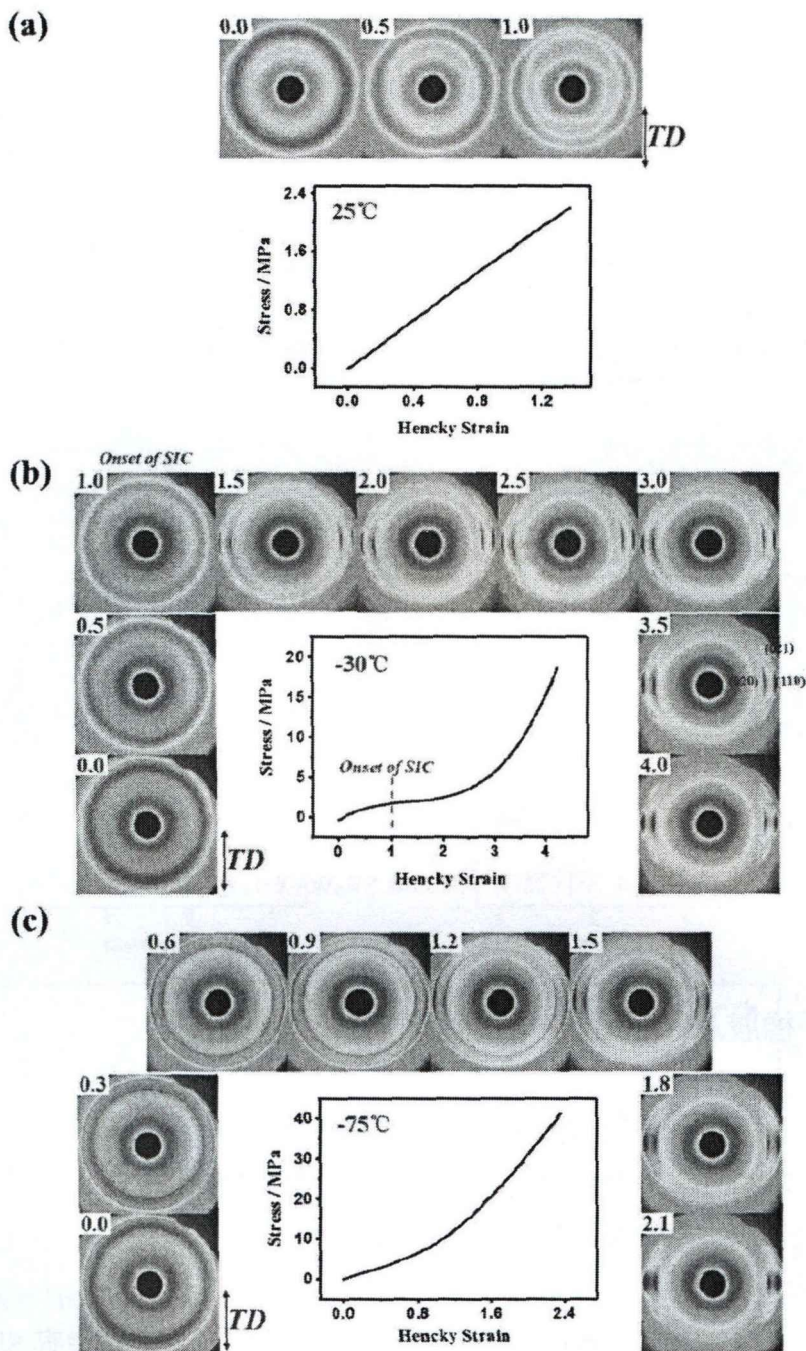 (a)
0.0 0.5 1.0
TD
25℃
Stress / MPa
2.4
1.6
0.8
0.0
0.0 0.4 0.8 1.2
Hencky Strain
(b)
Onset of SIC
1.0 1.5 2.0 2.5 3.0
0.5
0.0
TD
-30℃
Stress / MPa
20
15
10
5
0
Onset of SIC
0 1 2 3 4
Hencky Strain
3.5
(021)
(020) (110)
4.0
(c)
0.6 0.9 1.2 1.5
0.3
0.0
TD
-75℃
Stress / MPa
40
30
20
10
0
0.0 0.8 1.6 2.4
Hencky Strain
1.8
2.1